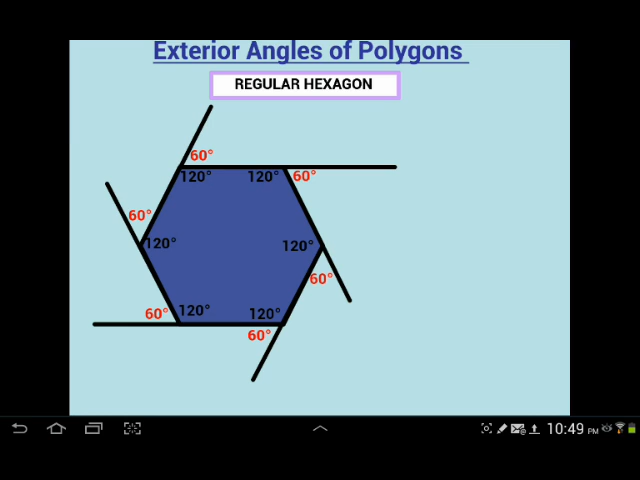 Exterior Angles of Polygons
REGULAR HEXAGON
60°
120° 120° 60°
60°
120° 120°
60°
60° 120° 120°
60°
10:49 PM